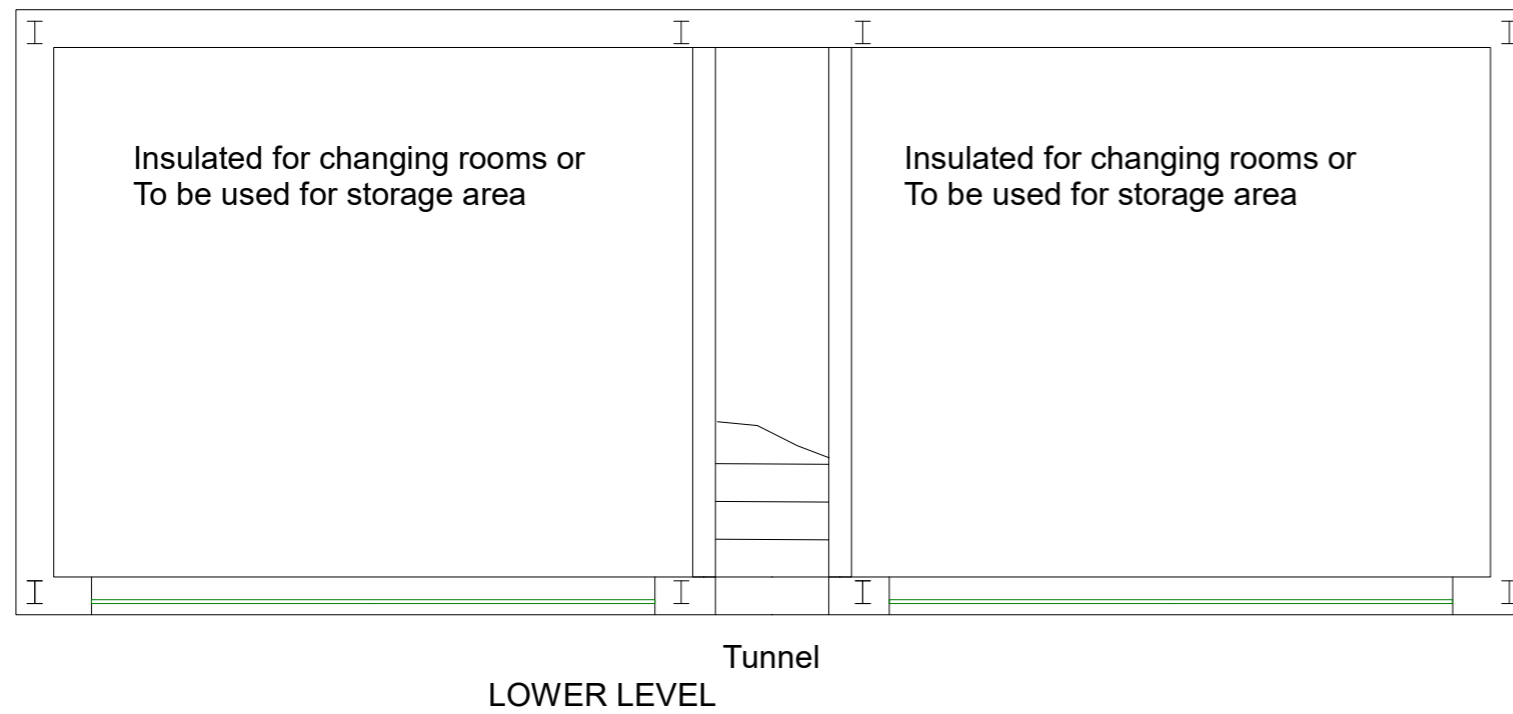 Insulated for changing rooms or
To be used for storage area
Insulated for changing rooms or
To be used for storage area
Tunnel
LOWER LEVEL